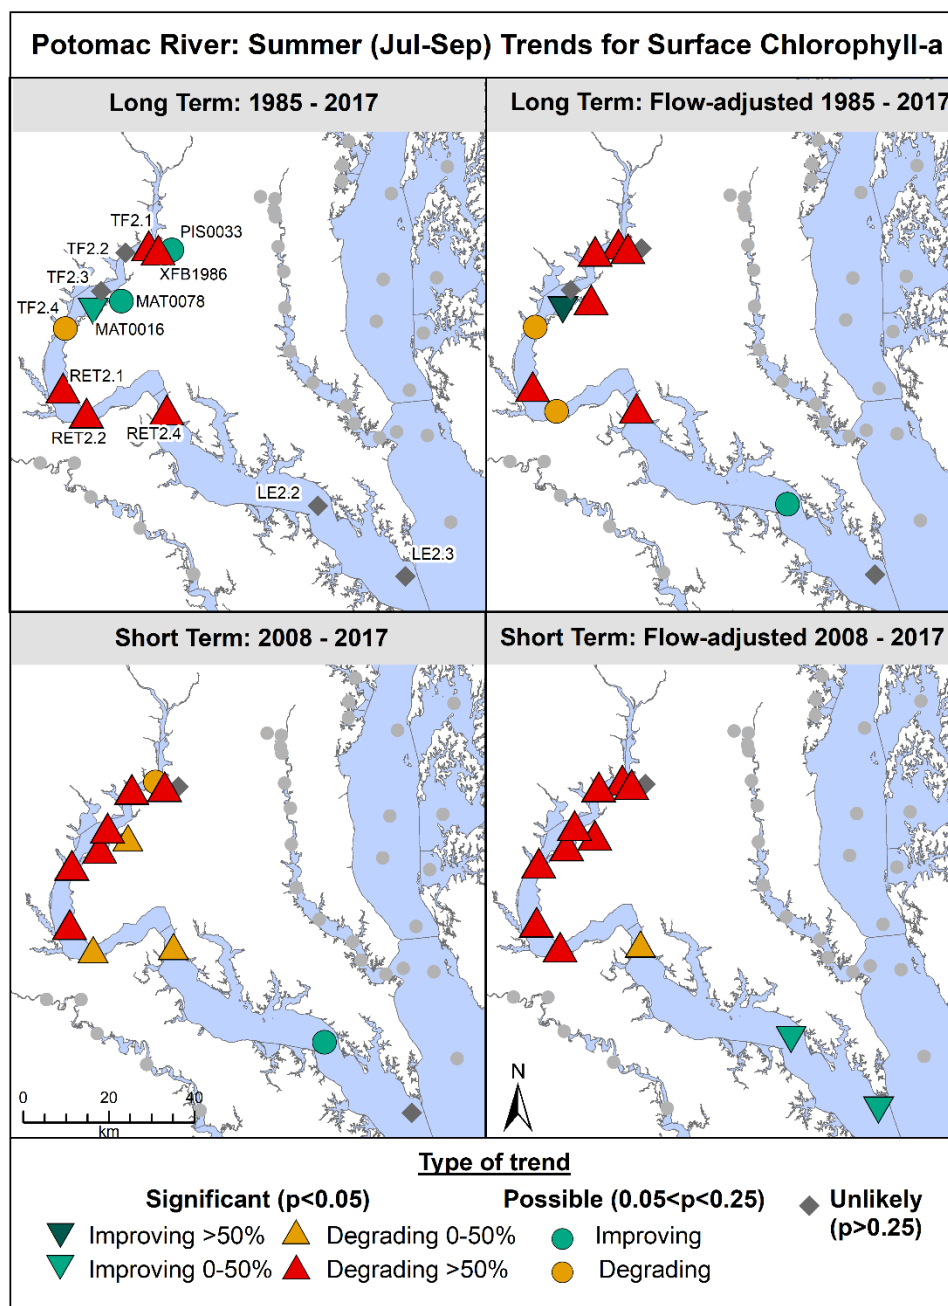 Potomac River: Summer (Jul-Sep) Trends for Surface Chlorophyll-a
Long Term: 1985 - 2017
Long Term: Flow-adjusted 1985 - 2017
TF2.1
PIS0033
TF2.2
XFB1986
TF2.3
MAT0078
TF2.4
MAT0016
RET2.1
RET2.2
RET2.4
LE2.2
LE2.3
Short Term: 2008 - 2017
Short Term: Flow-adjusted 2008 - 2017
0 20 40
km
N
Type of trend
Significant (p<0.05)
Possible (0.05<p<0.25)
Unlikely
(p>0.25)
Improving >50%
Degrading 0-50%
Improving
Improving 0-50%
Degrading >50%
Degrading